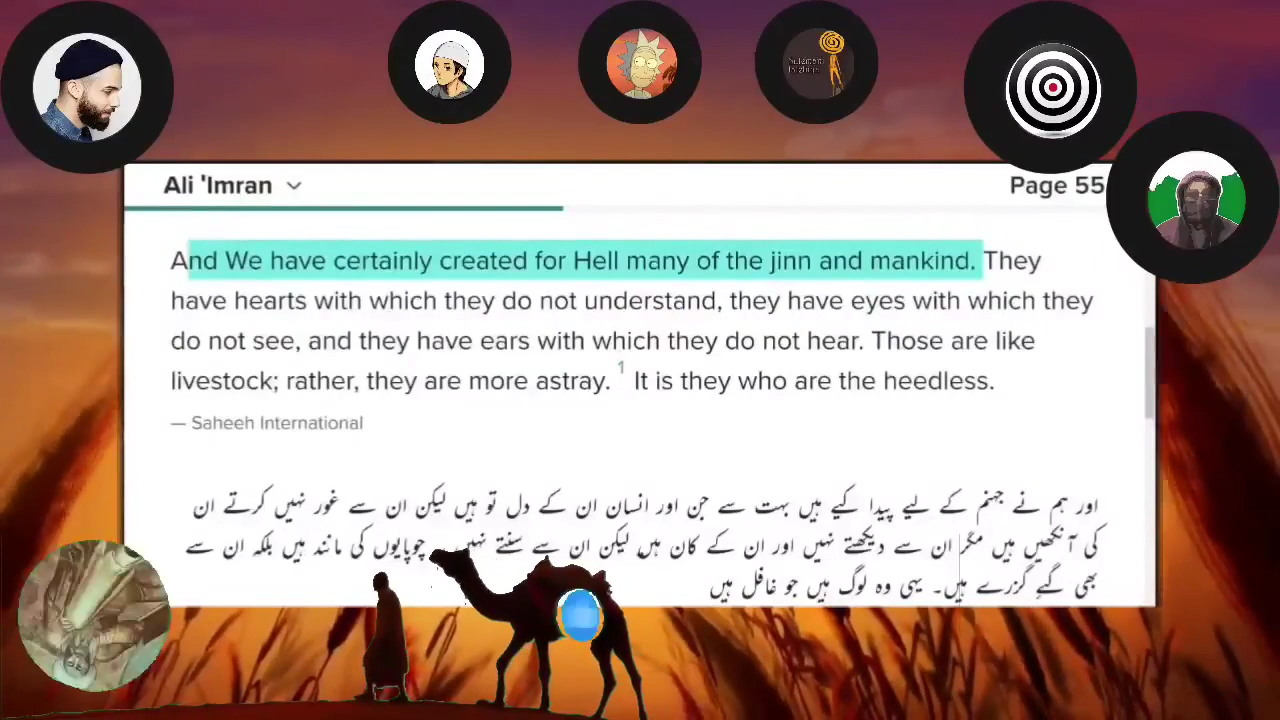 Ali 'Imran
Page 55
And We have certainly created for Hell many of the jinn and mankind. They
have hearts with which they do not understand, they have eyes with which they
do not see, and they have ears with which they do not hear. Those are like
livestock; rather, they are more astray. 1 It is they who are the heedless.
— Saheeh International
اور ہم نے جہنم کے لیے پیدا کیے ہیں بہت سے جن اور انسان ان کے دل تو ہیں لیکن ان سے غور نہیں کرتے ان
کی آنکھیں ہیں مگر ان سے دیکھتے نہیں اور ان کے کان ہیں لیکن ان سے سنتے نہیں چوپایوں کی مانند ہیں بلکہ ان سے
بھی گیے گزرے ہیں۔ یہی وہ لوگ ہیں جو غافل ہیں